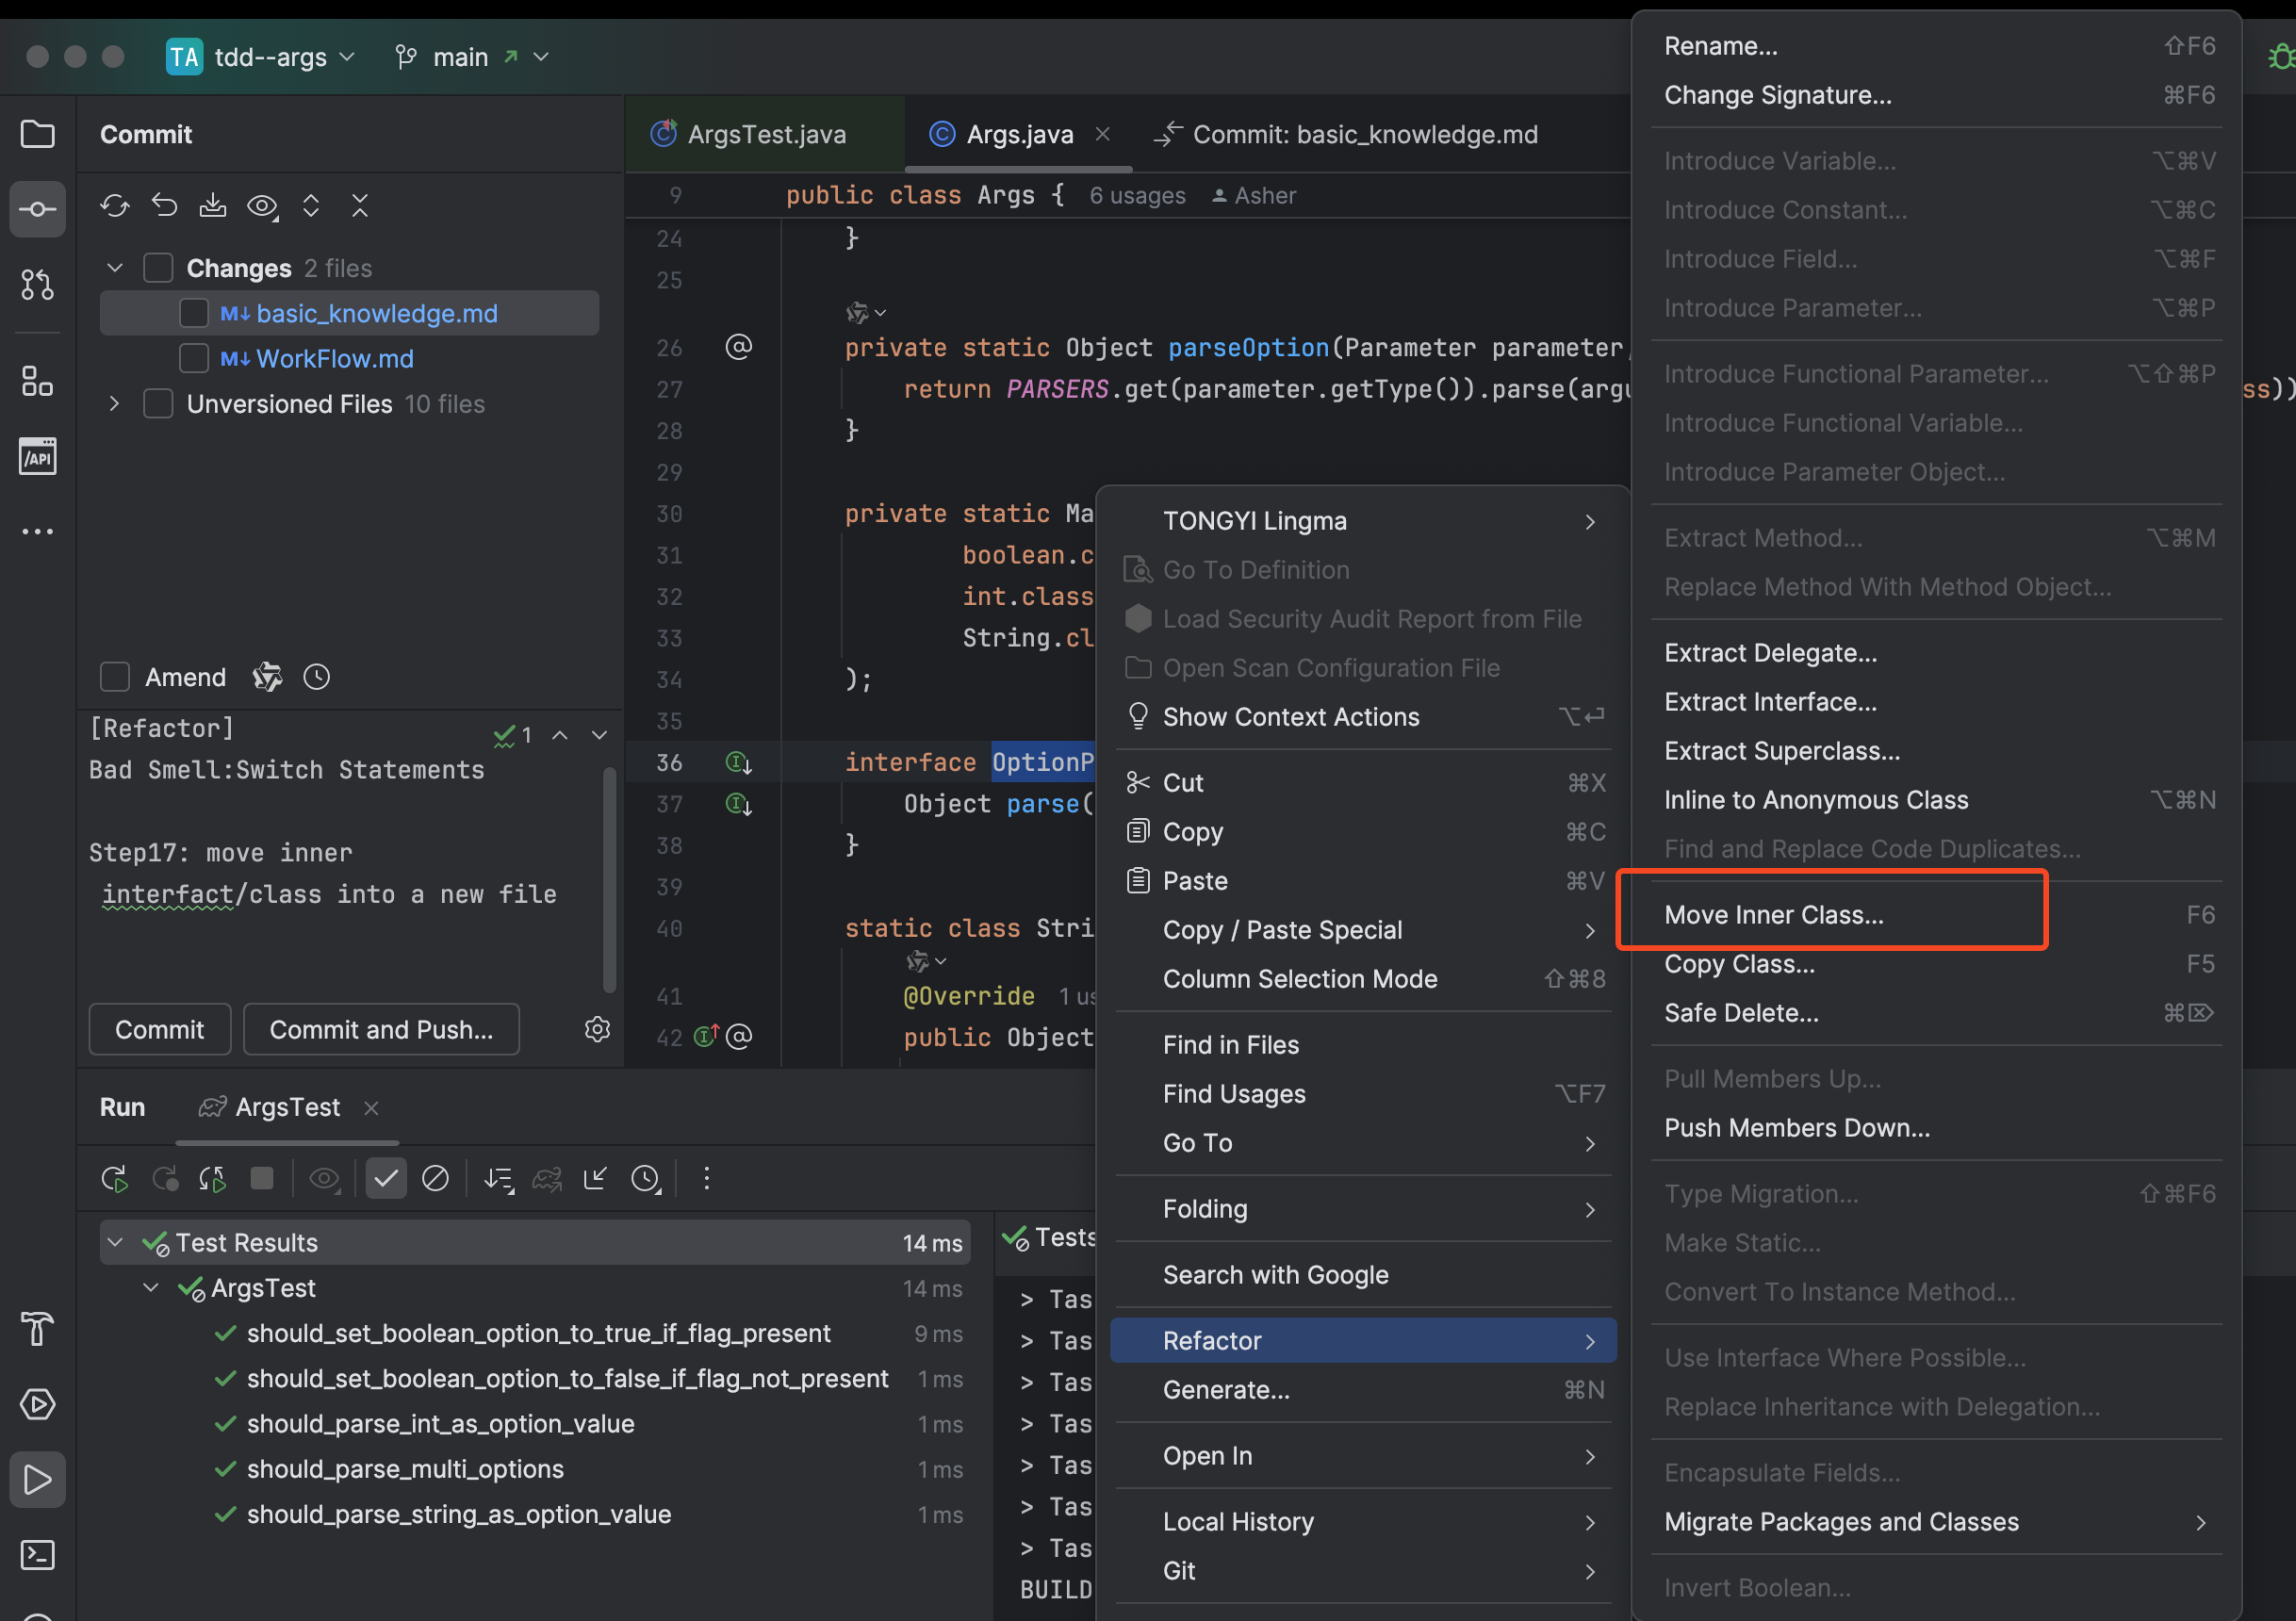 TA tdd--args main
Commit
Changes 2 files
M↓ basic_knowledge.md
M↓ WorkFlow.md
Unversioned Files 10 files
/API
Amend
[Refactor]
1
Bad Smell:Switch Statements
Step17: move inner
interfact/class into a new file
Commit
Commit and Push...
ArgsTest.java
Args.java
Commit: basic_knowledge.md
9 public class Args { 6 usages Asher
24 }
25
26 @ private static Object parseOption(Parameter parameter,
27 return PARSERS.get(parameter.getType()).parse(argu
ss))
28 }
29
30 private static Ma
31 boolean.c
32 int.class
33 String.cl
34 );
35
36 interface OptionP
37 Object parse(
38 }
39
40 static class Stri
41 @Override 1 us
42 @ public Object
Run
ArgsTest
Test Results 14 ms
ArgsTest 14 ms
should_set_boolean_option_to_true_if_flag_present 9 ms
should_set_boolean_option_to_false_if_flag_not_present 1 ms
should_parse_int_as_option_value 1 ms
should_parse_multi_options 1 ms
should_parse_string_as_option_value 1 ms
Tests
> Tas
> Tas
> Tas
> Tas
> Tas
> Tas
> Tas
BUILD
TONGYI Lingma
Go To Definition
Load Security Audit Report from File
Open Scan Configuration File
Show Context Actions ⌥↩
Cut ⌘X
Copy ⌘C
Paste ⌘V
Copy / Paste Special
Column Selection Mode ⇧⌘8
Find in Files
Find Usages ⌥F7
Go To
Folding
Search with Google
Refactor
Generate... ⌘N
Open In
Local History
Git
Rename... ⇧F6
Change Signature... ⌘F6
Introduce Variable... ⌥⌘V
Introduce Constant... ⌥⌘C
Introduce Field... ⌥⌘F
Introduce Parameter... ⌥⌘P
Introduce Functional Parameter... ⌥⇧⌘P
Introduce Functional Variable...
Introduce Parameter Object...
Extract Method... ⌥⌘M
Replace Method With Method Object...
Extract Delegate...
Extract Interface...
Extract Superclass...
Inline to Anonymous Class ⌥⌘N
Find and Replace Code Duplicates...
Move Inner Class... F6
Copy Class... F5
Safe Delete... ⌘⌦
Pull Members Up...
Push Members Down...
Type Migration... ⇧⌘F6
Make Static...
Convert To Instance Method...
Use Interface Where Possible...
Replace Inheritance with Delegation...
Encapsulate Fields...
Migrate Packages and Classes
Invert Boolean...